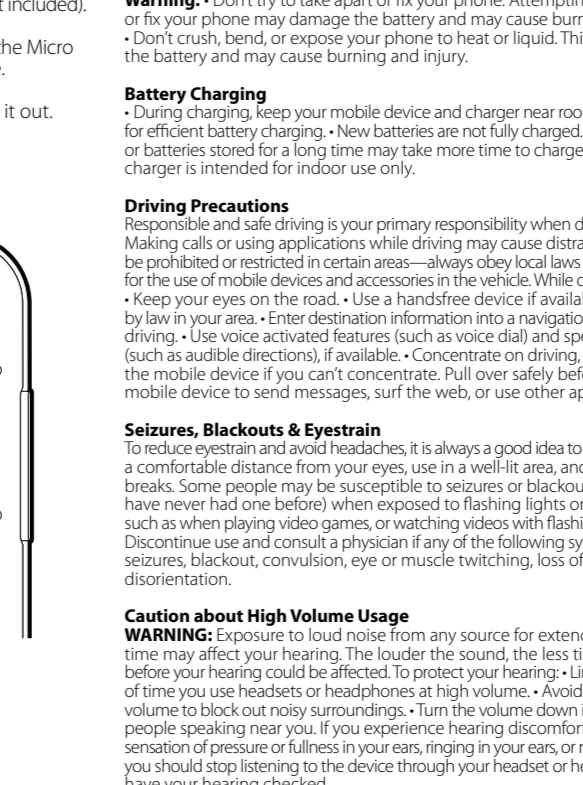 t included).
the Micro
e.
it out.
Warning: • Don't try to take apart or fix your phone. Attemptin
or fix your phone may damage the battery and may cause burn
• Don't crush, bend, or expose your phone to heat or liquid. Thi
the battery and may cause burning and injury.
Battery Charging
• During charging, keep your mobile device and charger near roo
for efficient battery charging. • New batteries are not fully charged.
or batteries stored for a long time may take more time to charge
charger is intended for indoor use only.
Driving Precautions
Responsible and safe driving is your primary responsibility when d
Making calls or using applications while driving may cause distra
be prohibited or restricted in certain areas—always obey local laws
for the use of mobile devices and accessories in the vehicle. While d
• Keep your eyes on the road. • Use a handsfree device if availa
by law in your area. • Enter destination information into a navigatio
driving. • Use voice activated features (such as voice dial) and spe
(such as audible directions), if available. • Concentrate on driving,
the mobile device if you can't concentrate. Pull over safely befo
mobile device to send messages, surf the web, or use other ap
Seizures, Blackouts & Eyestrain
To reduce eyestrain and avoid headaches, it is always a good idea to
a comfortable distance from your eyes, use in a well-lit area, and
breaks. Some people may be susceptible to seizures or blackou
have never had one before) when exposed to flashing lights or
such as when playing video games, or watching videos with flashi
Discontinue use and consult a physician if any of the following sy
seizures, blackout, convulsion, eye or muscle twitching, loss of
disorientation.
Caution about High Volume Usage
WARNING: Exposure to loud noise from any source for extend
time may affect your hearing. The louder the sound, the less ti
before your hearing could be affected. To protect your hearing: • Li
of time you use headsets or headphones at high volume. • Avoid
volume to block out noisy surroundings. • Turn the volume down i
people speaking near you. If you experience hearing discomfor
sensation of pressure or fullness in your ears, ringing in your ears, or m
you should stop listening to the device through your headset or he
have your hearing checked